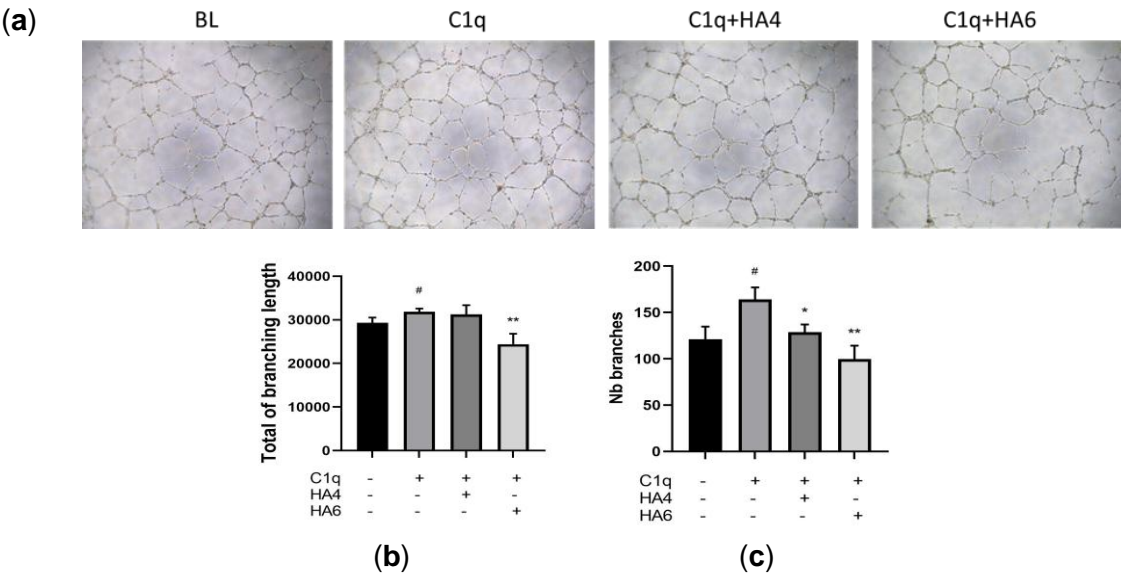 (a) BL C1q C1q+HA4 C1q+HA6
Total of branching length
40000
30000
20000
10000
0
#
**
C1q - + + +
HA4 - - + -
HA6 - - - +
(b)
Nb branches
200
150
100
50
0
#
*
**
C1q - + + +
HA4 - - + -
HA6 - - - +
(c)